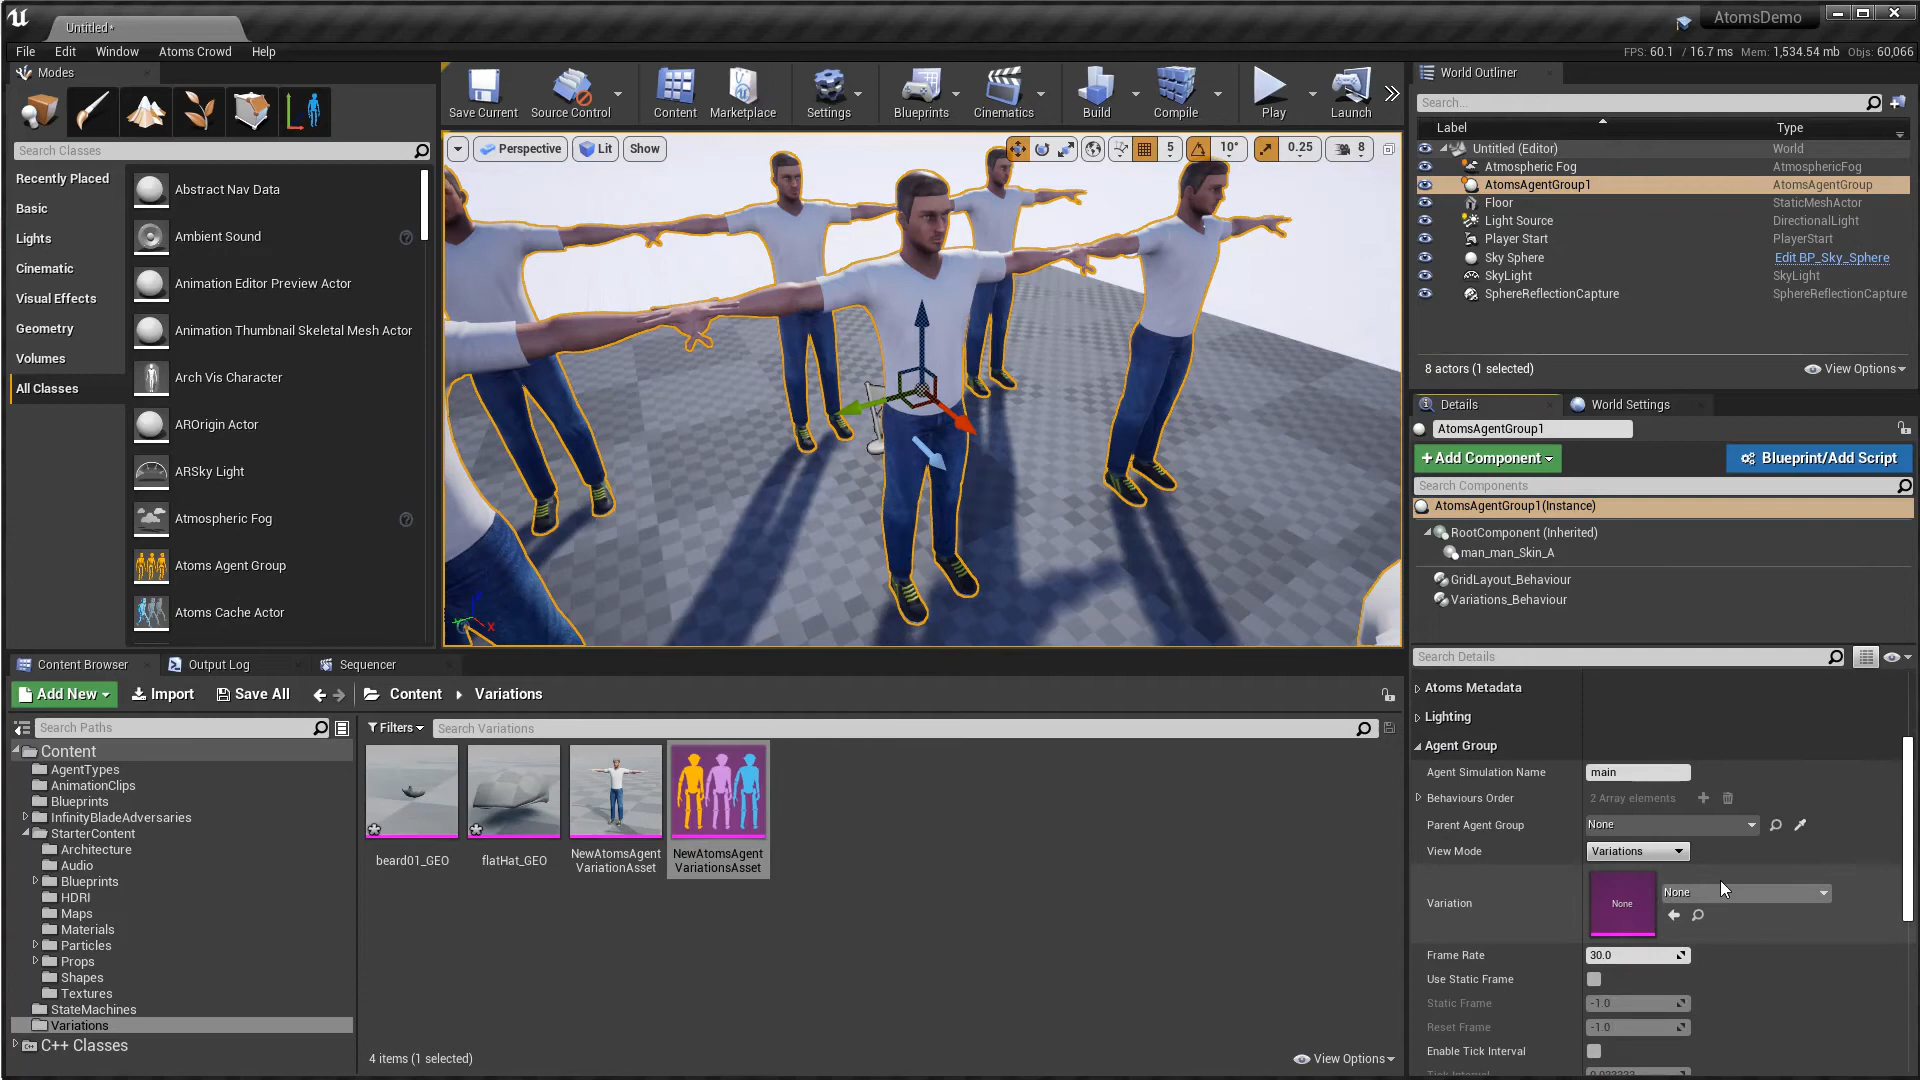 Untitled*
AtomsDemo
File Edit Window Atoms Crowd Help
FPS: 60.1 / 16.7 ms Mem: 1,534.54 mb Objs: 60,066
Modes
Search Classes
Recently Placed
Basic
Lights
Cinematic
Visual Effects
Geometry
Volumes
All Classes
Abstract Nav Data
Ambient Sound
Animation Editor Preview Actor
Animation Thumbnail Skeletal Mesh Actor
Arch Vis Character
AROrigin Actor
ARSky Light
Atmospheric Fog
Atoms Agent Group
Atoms Cache Actor
Save Current Source Control Content Marketplace Settings Blueprints Cinematics Build Compile Play Launch
Perspective Lit Show 5 10° 0.25 8
World Outliner
Search...
Label Type
Untitled (Editor) World
Atmospheric Fog AtmosphericFog
AtomsAgentGroup1 AtomsAgentGroup
Floor StaticMeshActor
Light Source DirectionalLight
Player Start PlayerStart
Sky Sphere Edit BP_Sky_Sphere
SkyLight SkyLight
SphereReflectionCapture SphereReflectionCapture
8 actors (1 selected) View Options
Details World Settings
AtomsAgentGroup1
+Add Component Blueprint/Add Script
Search Components
AtomsAgentGroup1(Instance)
RootComponent (Inherited)
man_man_Skin_A
GridLayout_Behaviour
Variations_Behaviour
Search Details
Atoms Metadata
Lighting
Agent Group
Agent Simulation Name main
Behaviours Order 2 Array elements
Parent Agent Group None
View Mode Variations
Variation None None
Frame Rate 30.0
Use Static Frame
Static Frame -1.0
Reset Frame -1.0
Enable Tick Interval
Content Browser Output Log Sequencer
Add New Import Save All Content Variations
Search Paths
Filters Search Variations
Content
AgentTypes
AnimationClips
Blueprints
InfinityBladeAdversaries
StarterContent
Architecture
Audio
Blueprints
HDRI
Maps
Materials
Particles
Props
Shapes
Textures
StateMachines
Variations
C++ Classes
beard01_GEO
flatHat_GEO
NewAtomsAgent
VariationAsset
NewAtomsAgent
VariationsAsset
4 items (1 selected) View Options